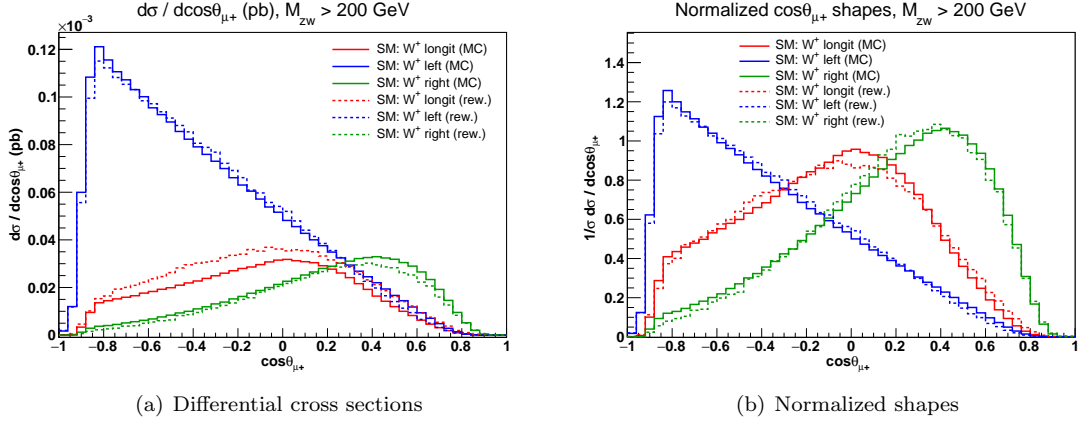 dσ / dcosθμ+ (pb), Mzw > 200 GeV
×10−3
dσ / dcosθμ+ (pb)
0.12
0.1
0.08
0.06
0.04
0.02
0
SM: W+ longit (MC)
SM: W+ left (MC)
SM: W+ right (MC)
SM: W+ longit (rew.)
SM: W+ left (rew.)
SM: W+ right (rew.)
−1 −0.8 −0.6 −0.4 −0.2 0 0.2 0.4 0.6 0.8 1
cosθμ+
(a) Differential cross sections
Normalized cosθμ+ shapes, Mzw > 200 GeV
1/σ dσ / dcosθμ+
1.4
1.2
1
0.8
0.6
0.4
0.2
0
SM: W+ longit (MC)
SM: W+ left (MC)
SM: W+ right (MC)
SM: W+ longit (rew.)
SM: W+ left (rew.)
SM: W+ right (rew.)
−1 −0.8 −0.6 −0.4 −0.2 0 0.2 0.4 0.6 0.8 1
cosθμ+
(b) Normalized shapes